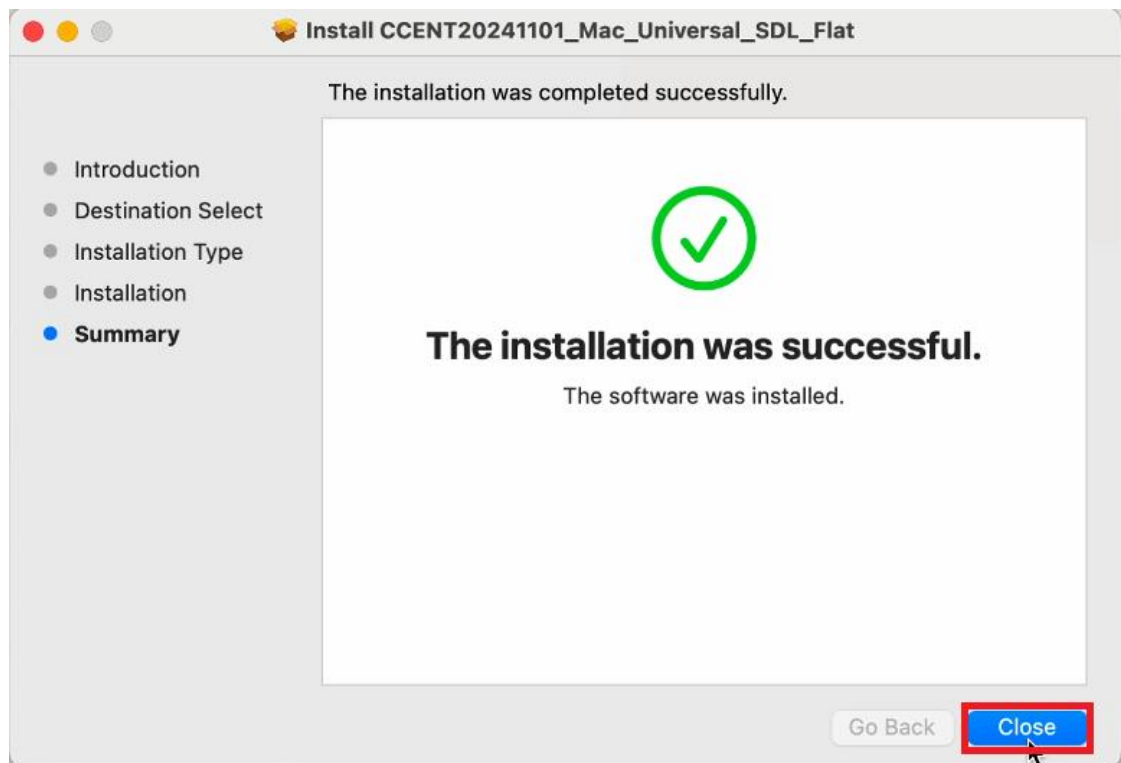 Install CCENT20241101_Mac_Universal_SDL_Flat
The installation was completed successfully.
Introduction
Destination Select
Installation Type
Installation
Summary
The installation was successful.
The software was installed.
Go Back
Close